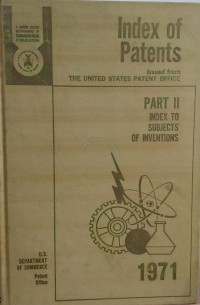 Index of
Patents
Issued from
THE UNITED STATES PATENT OFFICE
PART II
INDEX TO
SUBJECTS
OF INVENTIONS
U.S.
DEPARTMENT
OF COMMERCE
Patent
Office
1971